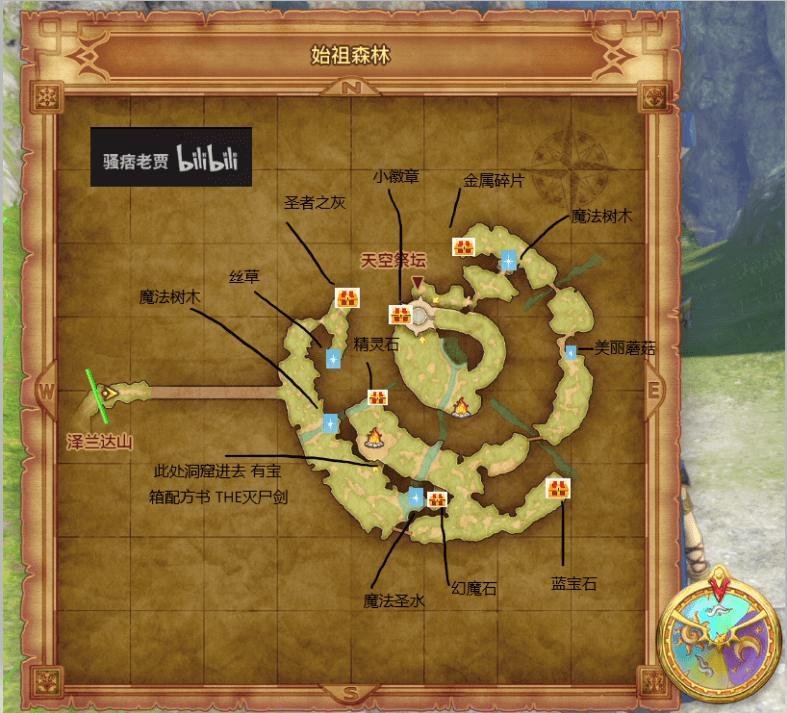 始祖森林
N
骚痞老贾 bilibili
小徽章
金属碎片
圣者之灰
魔法树木
天空祭坛
丝草
魔法树木
精灵石
美丽蘑菇
W
E
泽兰达山
此处洞窟进去 有宝
箱配方书 THE灭尸剑
幻魔石
蓝宝石
魔法圣水
S